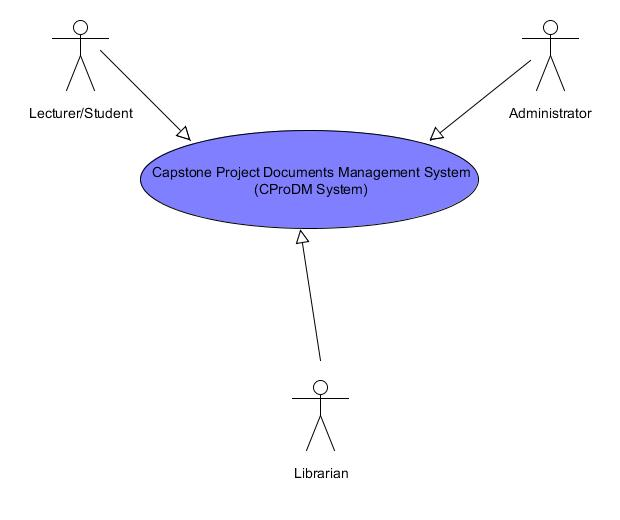 Lecturer/Student
Administrator
Capstone Project Documents Management System
(CProDM System)
Librarian